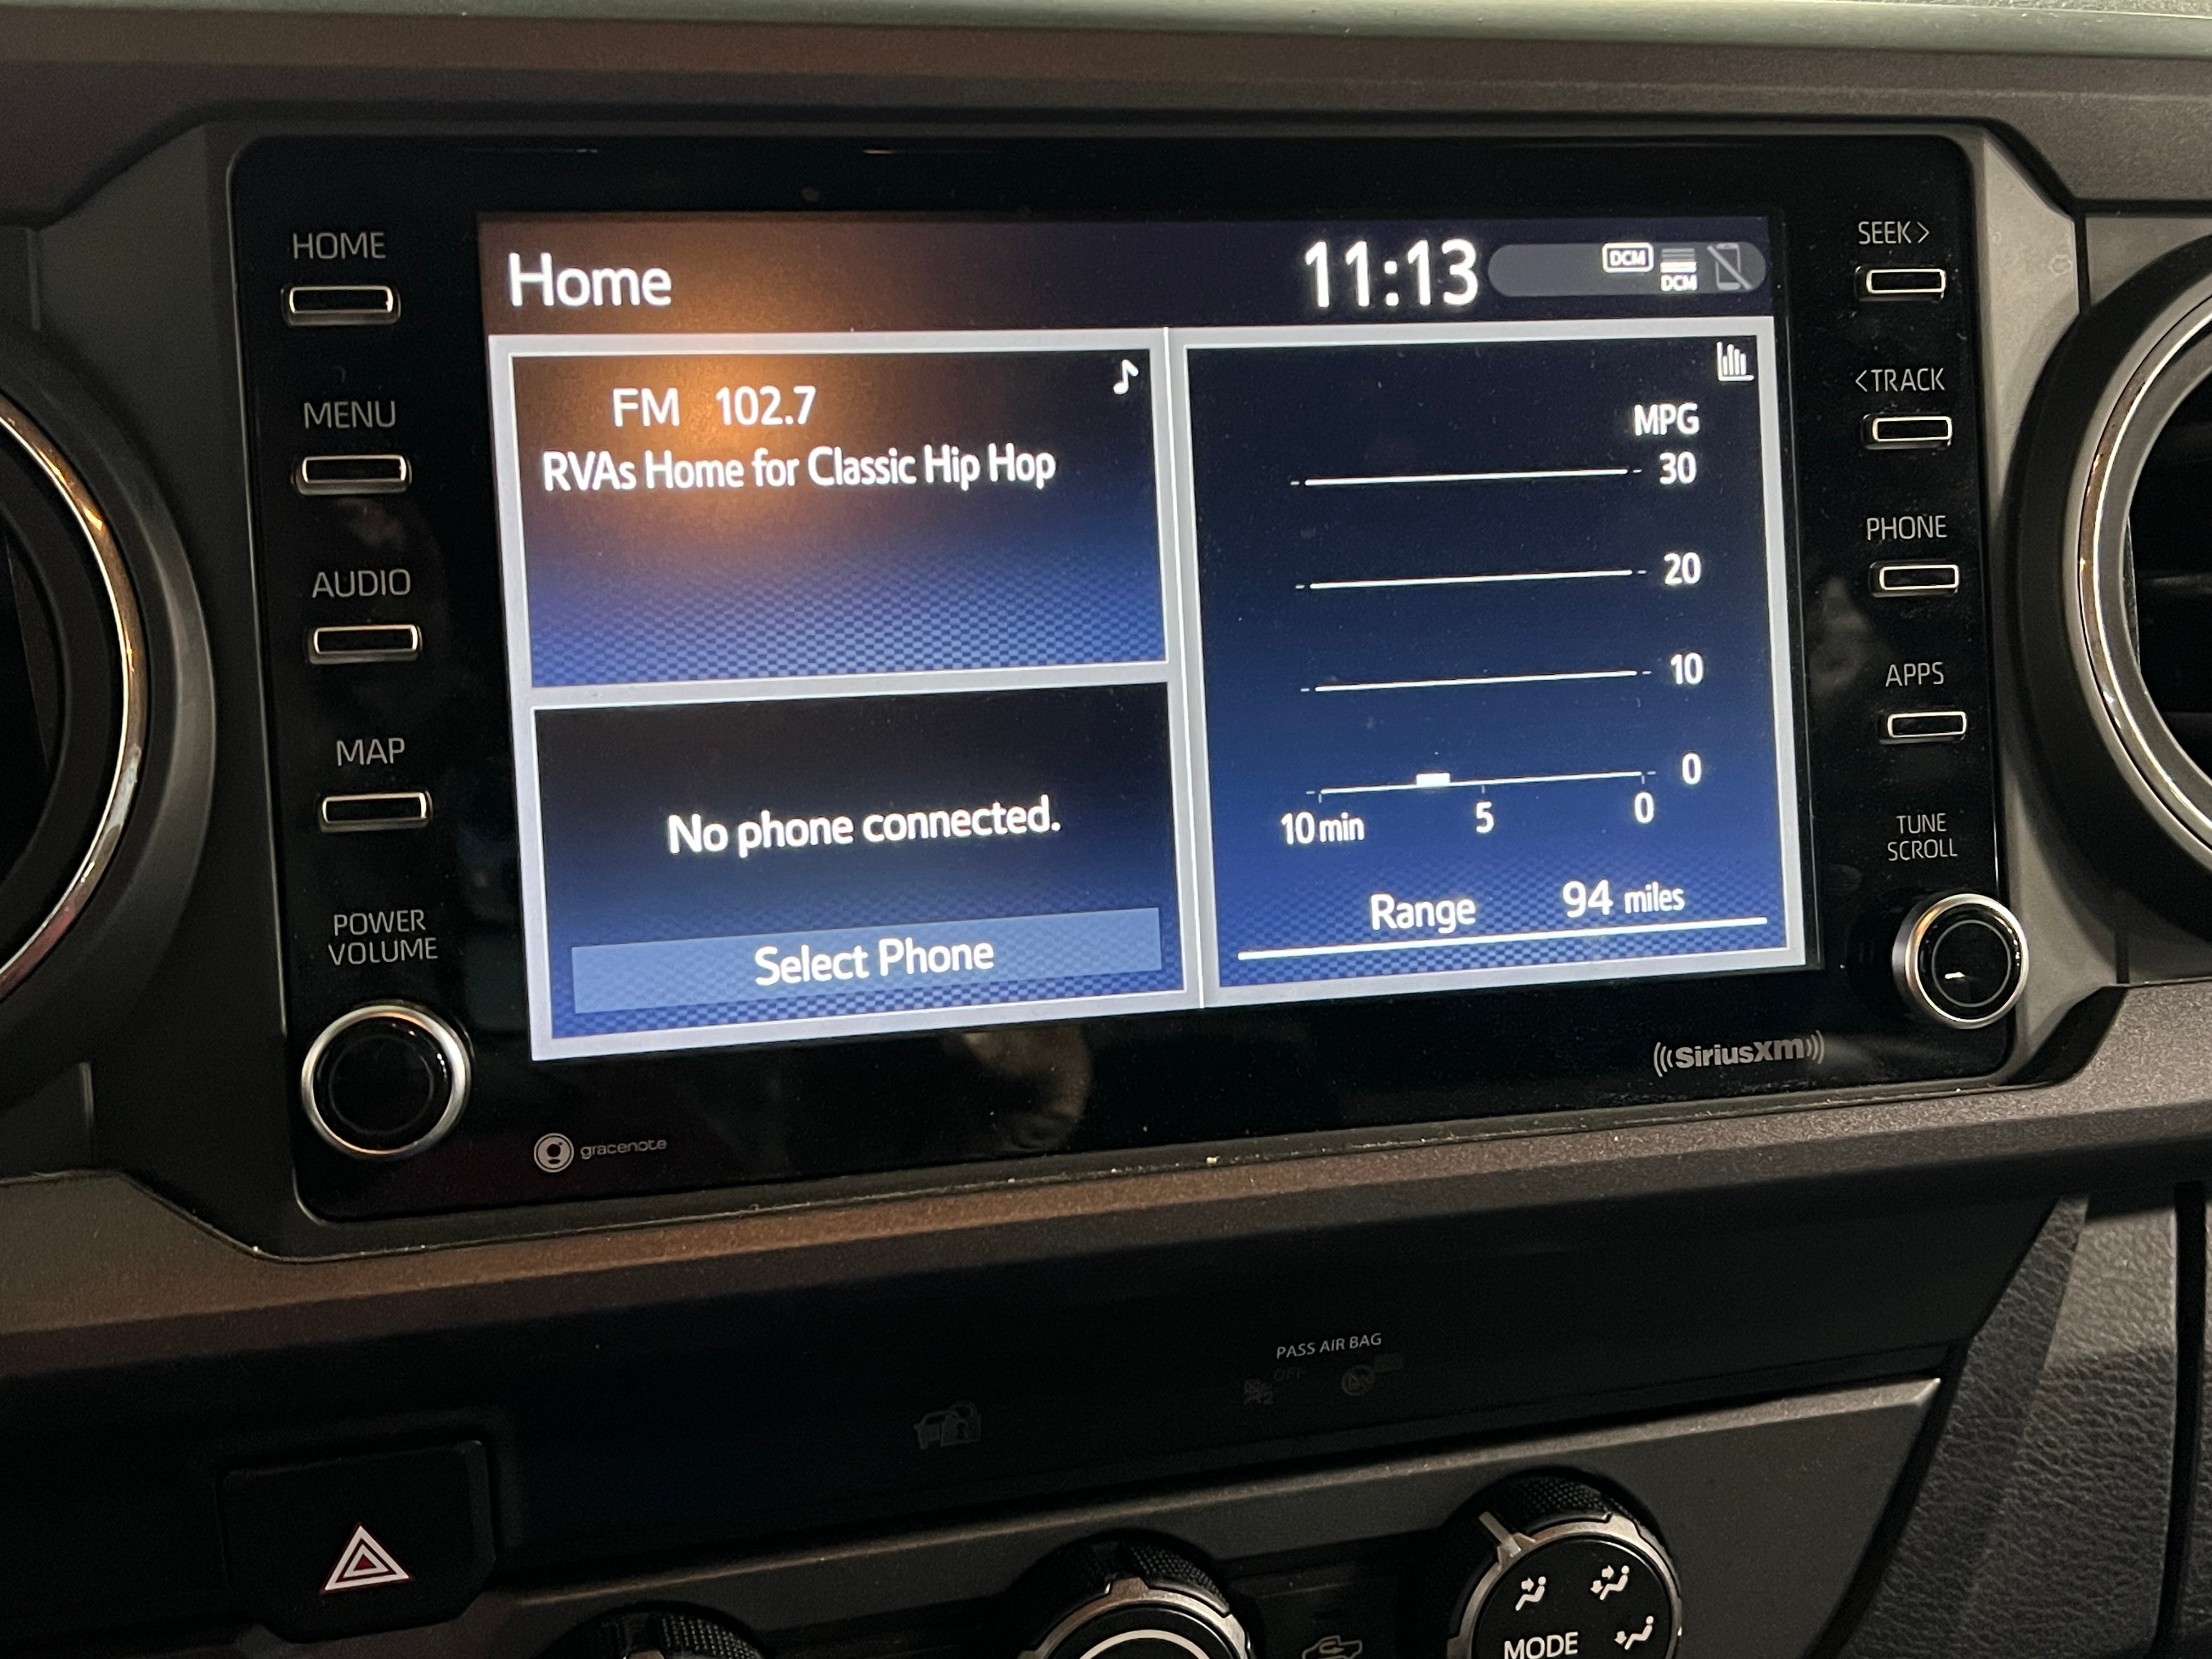 HOME
MENU
AUDIO
MAP
POWER
VOLUME
Home
11:13
DCM
DCM
FM 102.7
RVAs Home for Classic Hip Hop
No phone connected.
Select Phone
MPG
30
20
10
0
10 min 5 0
Range 94 miles
SEEK>
<TRACK
PHONE
APPS
TUNE
SCROLL
gracenote
SiriusXM
PASS AIR BAG
OFF
MODE